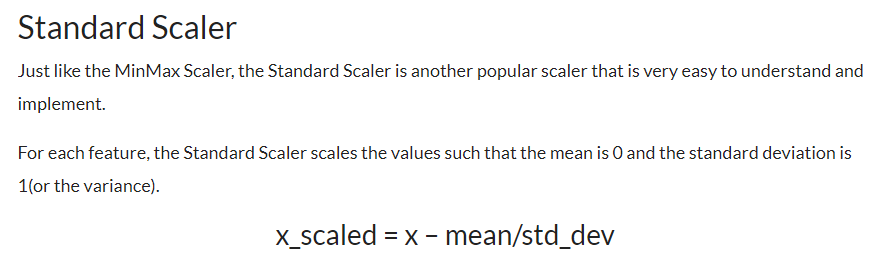 Standard Scaler
Just like the MinMax Scaler, the Standard Scaler is another popular scaler that is very easy to understand and
implement.
For each feature, the Standard Scaler scales the values such that the mean is 0 and the standard deviation is
1(or the variance).
x_scaled = x – mean/std_dev